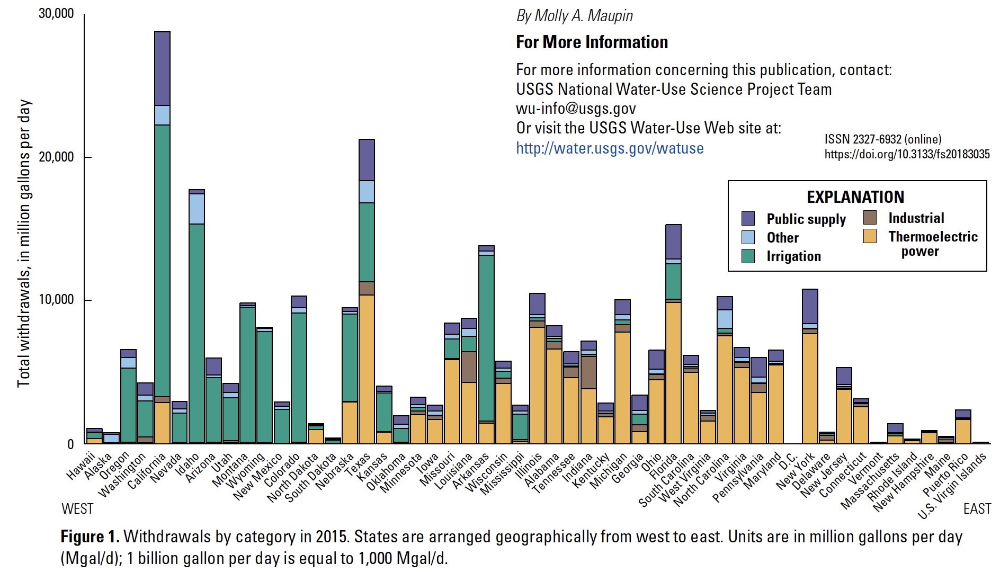 30,000
20,000
10,000
0
Total withdrawals, in million gallons per day
By Molly A. Maupin
For More Information
For more information concerning this publication, contact:
USGS National Water-Use Science Project Team
wu-info@usgs.gov
Or visit the USGS Water-Use Web site at:
http://water.usgs.gov/watuse
ISSN 2327-6932 (online)
https://doi.org/10.3133/fs20183035
EXPLANATION
Public supply
Other
Irrigation
Industrial
Thermoelectric
power
Hawaii
Alaska
Oregon
Washington
California
Nevada
Idaho
Arizona
Utah
Montana
Wyoming
New Mexico
Colorado
North Dakota
South Dakota
Nebraska
Texas
Kansas
Oklahoma
Minnesota
Iowa
Missouri
Louisiana
Arkansas
Wisconsin
Mississippi
Illinois
Alabama
Tennessee
Indiana
Kentucky
Michigan
Georgia
Ohio
Florida
South Carolina
West Virginia
North Carolina
Virginia
Pennsylvania
Maryland
D.C.
New York
Delaware
New Jersey
Connecticut
Vermont
Massachusetts
Rhode Island
New Hampshire
Maine
Puerto Rico
U.S. Virgin Islands
WEST
EAST
Figure 1. Withdrawals by category in 2015. States are arranged geographically from west to east. Units are in million gallons per day
(Mgal/d); 1 billion gallon per day is equal to 1,000 Mgal/d.